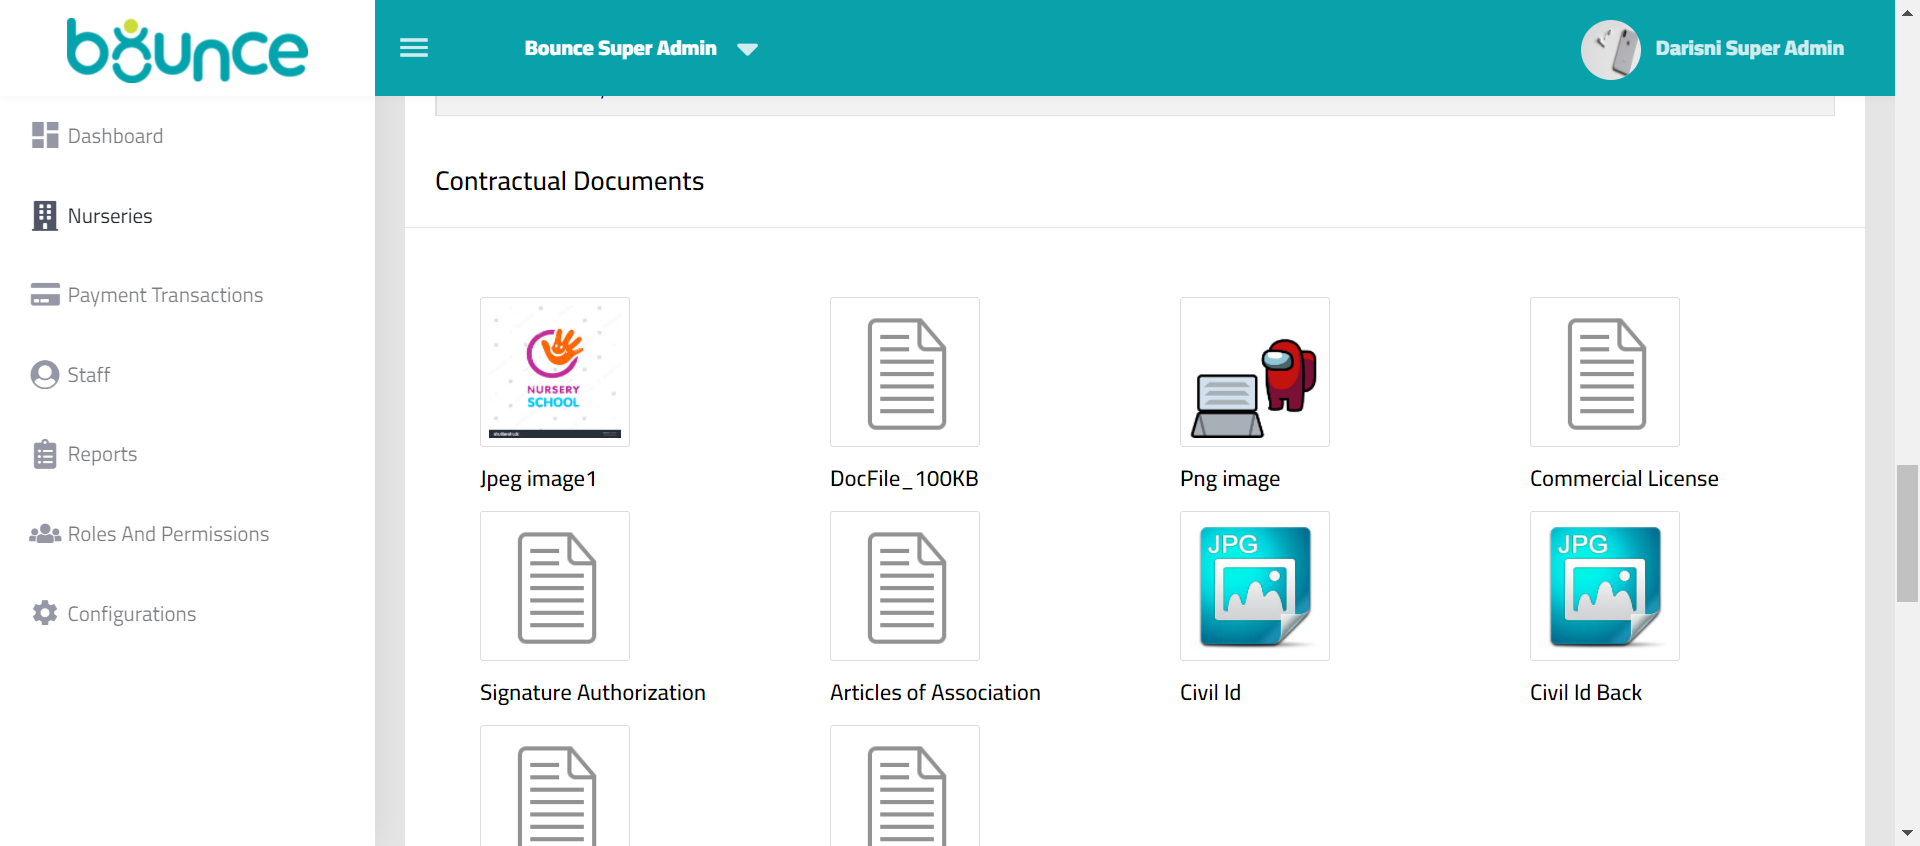 bounce
Bounce Super Admin
Darisni Super Admin
Dashboard
Nurseries
Payment Transactions
Staff
Reports
Roles And Permissions
Configurations
Contractual Documents
NURSERY
SCHOOL
Jpeg image1
DocFile_100KB
Png image
Commercial License
JPG
JPG
Signature Authorization
Articles of Association
Civil Id
Civil Id Back